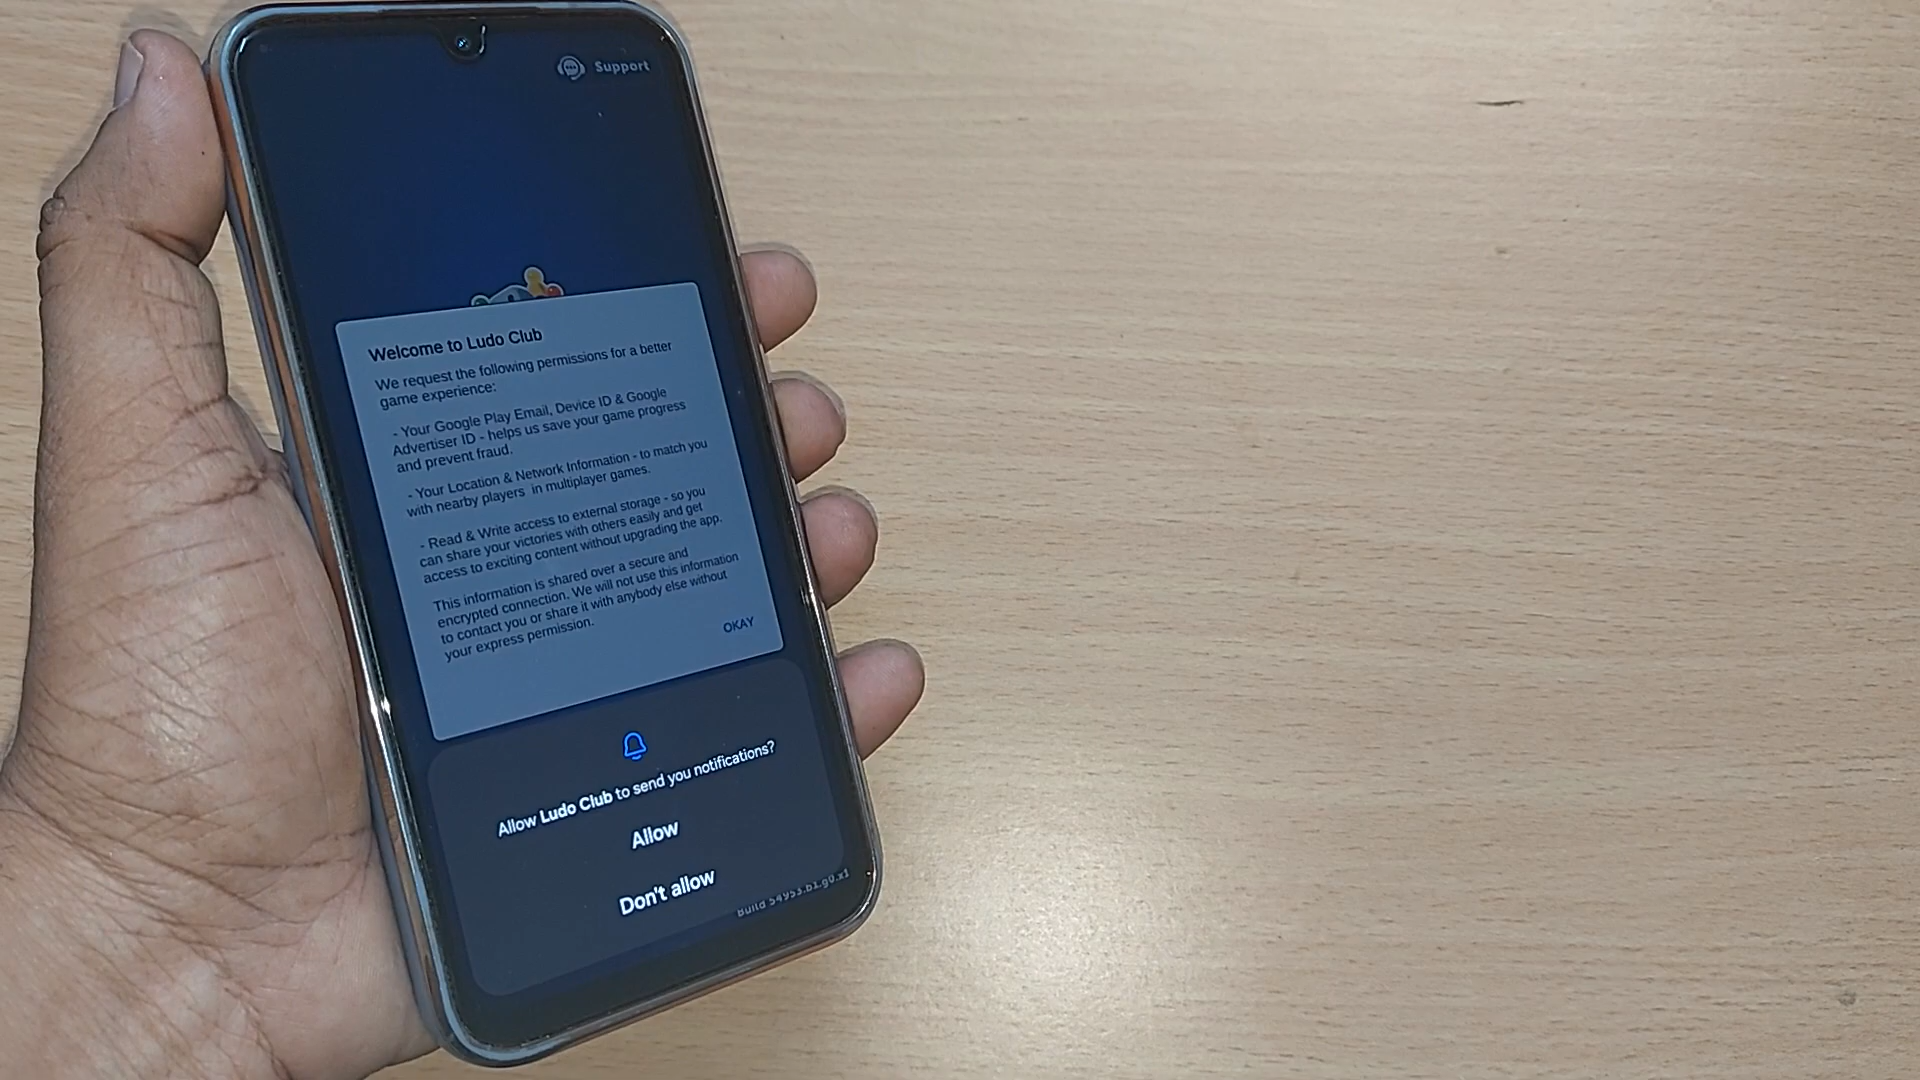 Support
Welcome to Ludo Club
We request the following permissions for a better
game experience:
- Your Google Play Email, Device ID & Google
Advertiser ID - helps us save your game progress
and prevent fraud.
- Your Location & Network Information - to match you
with nearby players in multiplayer games.
- Read & Write access to external storage - so you
can share your victories with others easily and get
access to exciting content without upgrading the app.
This information is shared over a secure and
encrypted connection. We will not use this information
to contact you or share it with anybody else without
your express permission.
OKAY
Allow Ludo Club to send you notifications?
Allow
Don't allow
Build 54953.b1.g0.x1